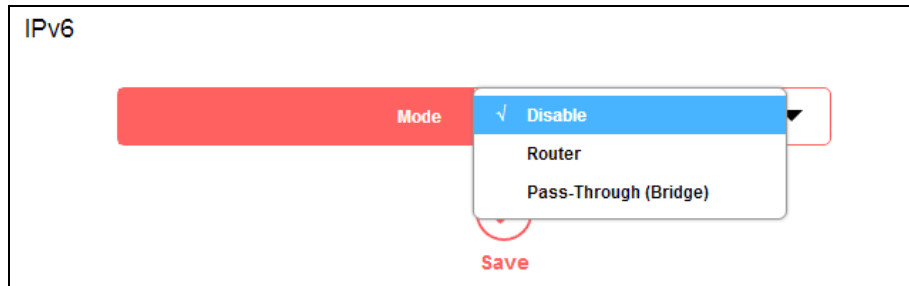 IPv6
Mode
√ Disable
Router
Pass-Through (Bridge)
Save